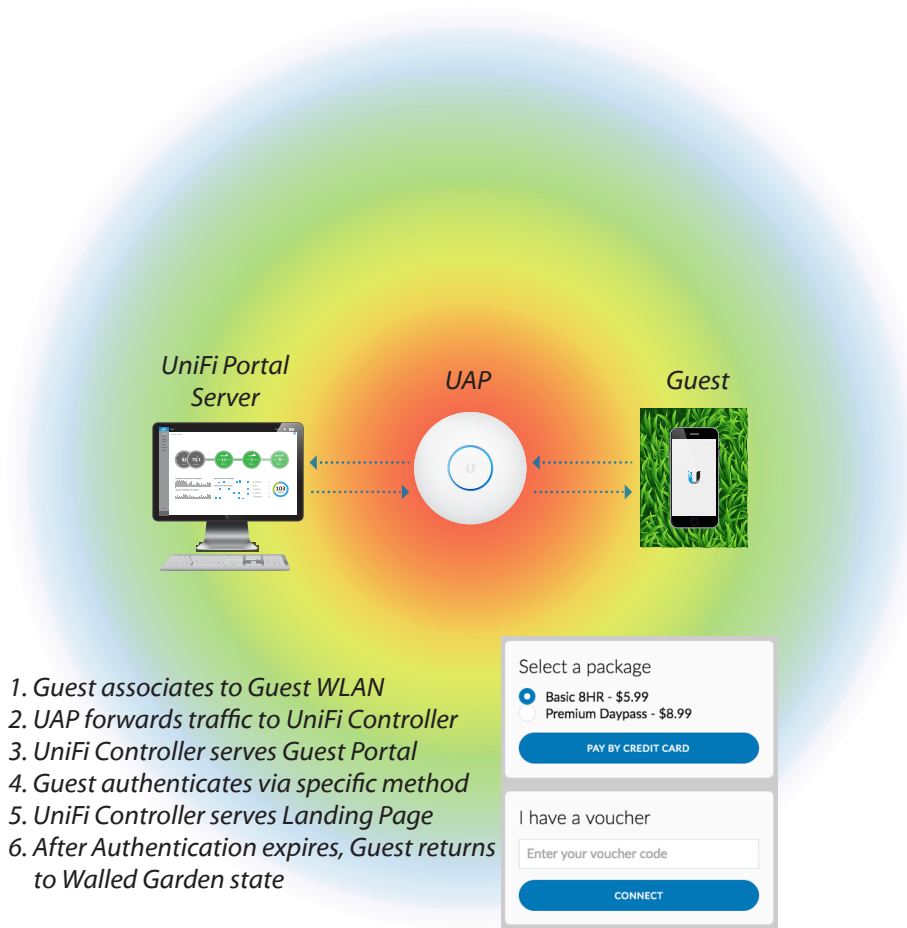 UniFi Portal
Server
UAP
Guest
103
1. Guest associates to Guest WLAN
2. UAP forwards traffic to UniFi Controller
3. UniFi Controller serves Guest Portal
4. Guest authenticates via specific method
5. UniFi Controller serves Landing Page
6. After Authentication expires, Guest returns
to Walled Garden state
Select a package
Basic 8HR - $5.99
Premium Daypass - $8.99
PAY BY CREDIT CARD
I have a voucher
Enter your voucher code
CONNECT